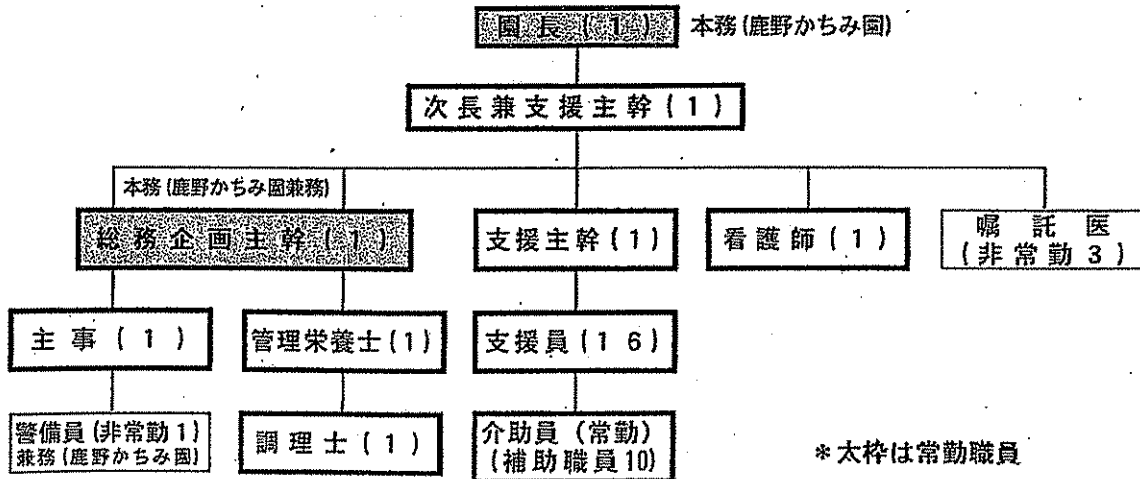 園長(1) 本務(鹿野かちみ園)
次長兼支援主幹(1)
本務(鹿野かちみ園兼務)
総務企画主幹(1)
支援主幹(1)
看護師(1)
嘱託医
(非常勤3)
主事(1)
管理栄養士(1)
支援員(16)
警備員(非常勤1)
兼務(鹿野かちみ園)
調理士(1)
介助員(常勤)
(補助職員10)
*太枠は常勤職員